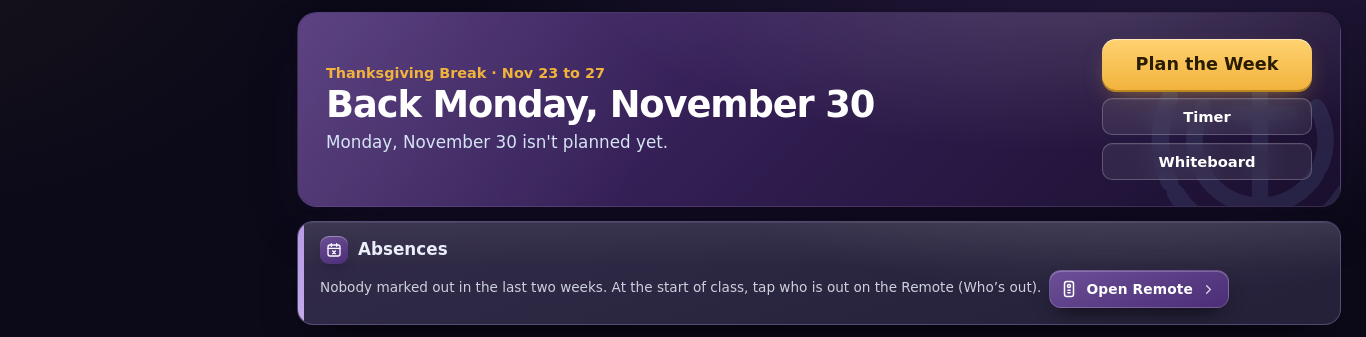 Thanksgiving Break · Nov 23 to 27
Back Monday, November 30
Monday, November 30 isn't planned yet.
Plan the Week
Timer
Whiteboard
Absences
Nobody marked out in the last two weeks. At the start of class, tap who is out on the Remote (Who’s out).
Open Remote